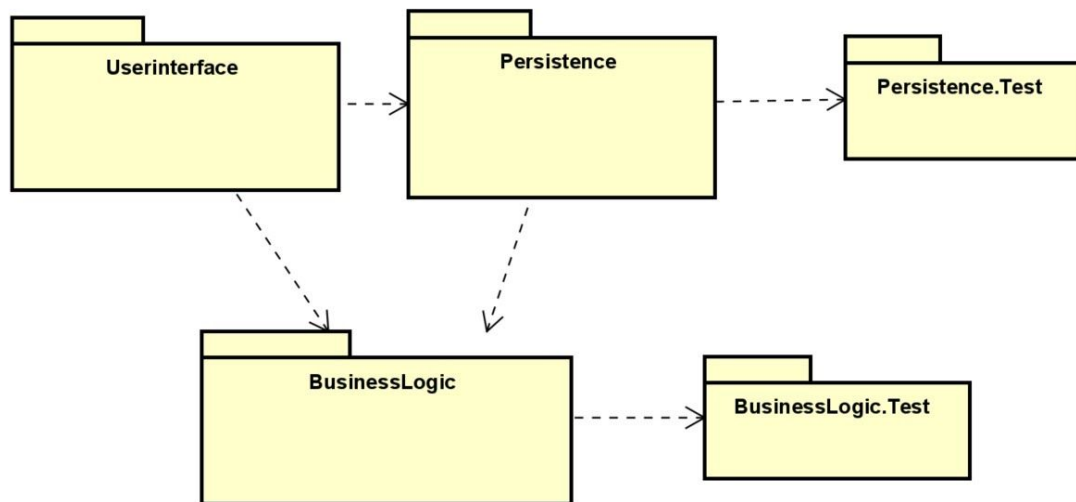 Userinterface
Persistence
Persistence.Test
BusinessLogic
BusinessLogic.Test